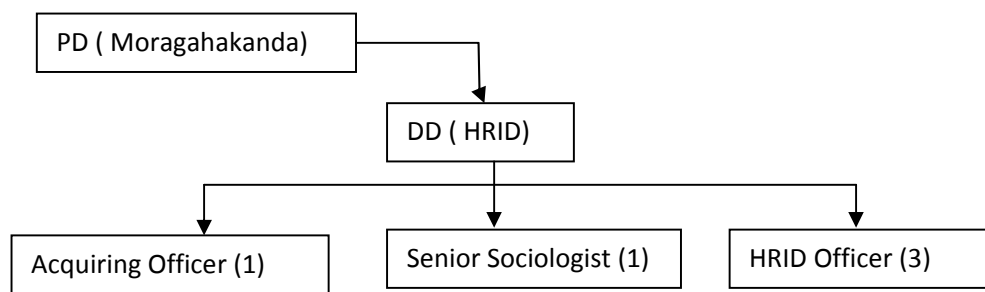 PD ( Moragahakanda)
DD ( HRID)
Acquiring Officer (1)
Senior Sociologist (1)
HRID Officer (3)